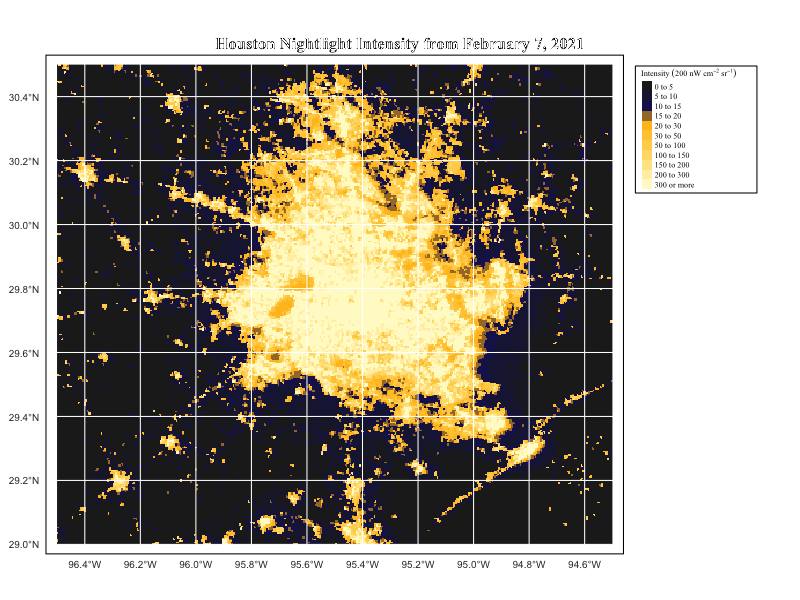 Houston Nightlight Intensity from February 7, 2021
Intensity (200 nW cm⁻² sr⁻¹)
0 to 5
5 to 10
10 to 15
15 to 20
20 to 30
30 to 50
50 to 100
100 to 150
150 to 200
200 to 300
300 or more
30.4°N
30.2°N
30.0°N
29.8°N
29.6°N
29.4°N
29.2°N
29.0°N
96.4°W 96.2°W 96.0°W 95.8°W 95.6°W 95.4°W 95.2°W 95.0°W 94.8°W 94.6°W